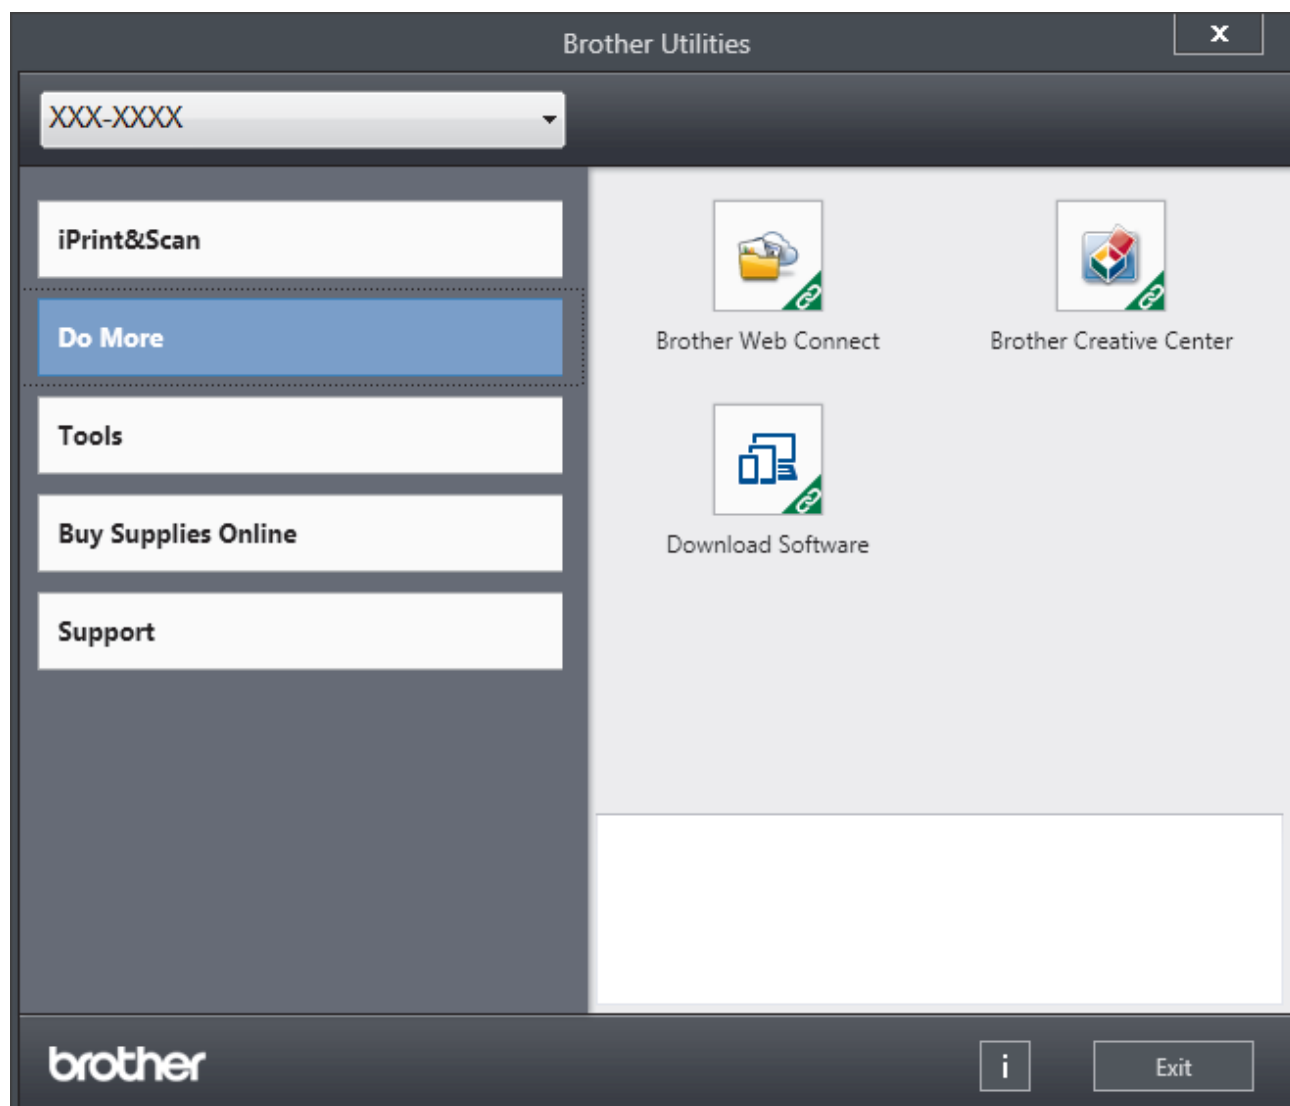 Brother Utilities
x
XXX-XXXX
iPrint&Scan
Do More
Tools
Buy Supplies Online
Support
Brother Web Connect
Brother Creative Center
Download Software
brother
i
Exit